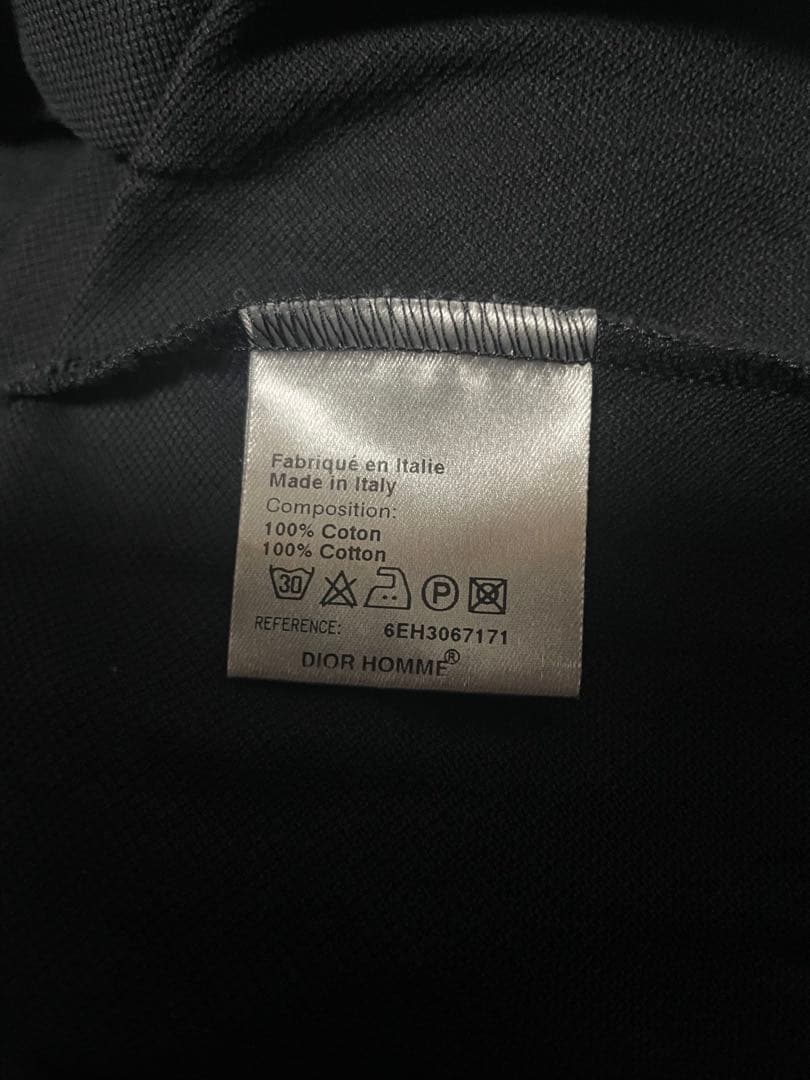 Fabriqué en Italie
Made in Italy
Composition:
100% Coton
100% Cotton
30 P
REFERENCE: 6EH3067171
DIOR HOMME®